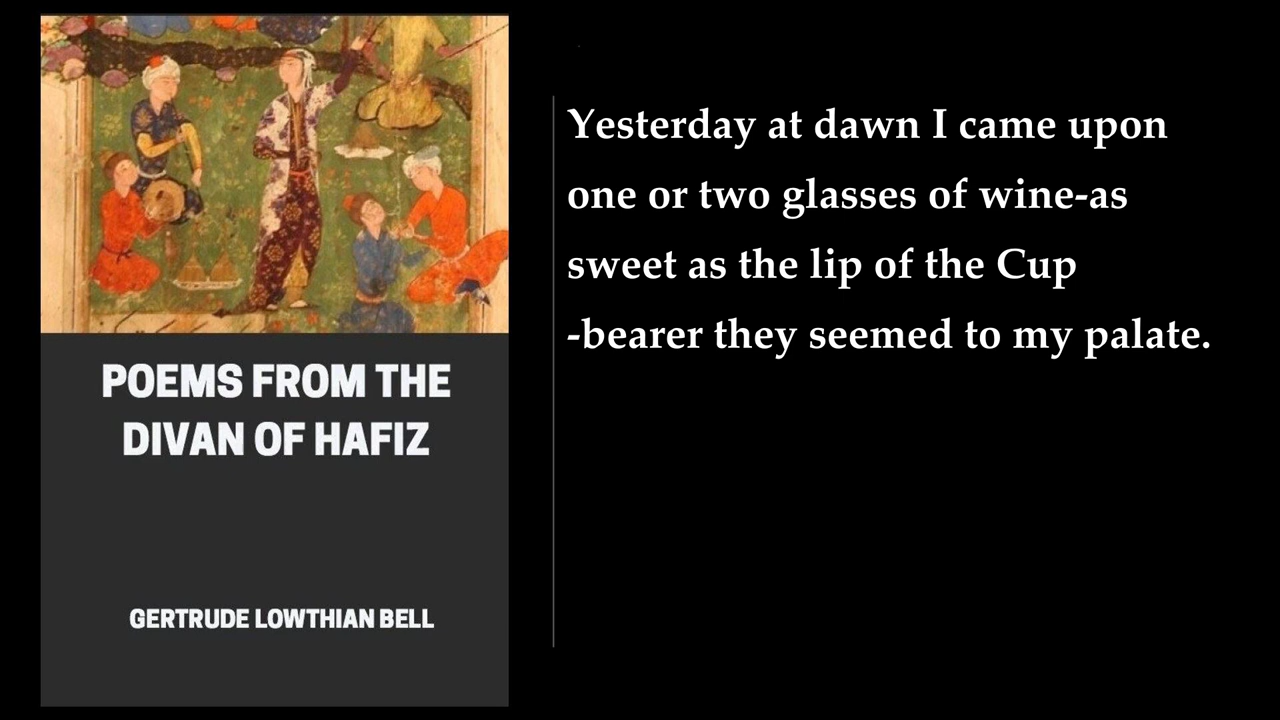 POEMS FROM THE
DIVAN OF HAFIZ
GERTRUDE LOWTHIAN BELL
Yesterday at dawn I came upon
one or two glasses of wine-as
sweet as the lip of the Cup
-bearer they seemed to my palate.